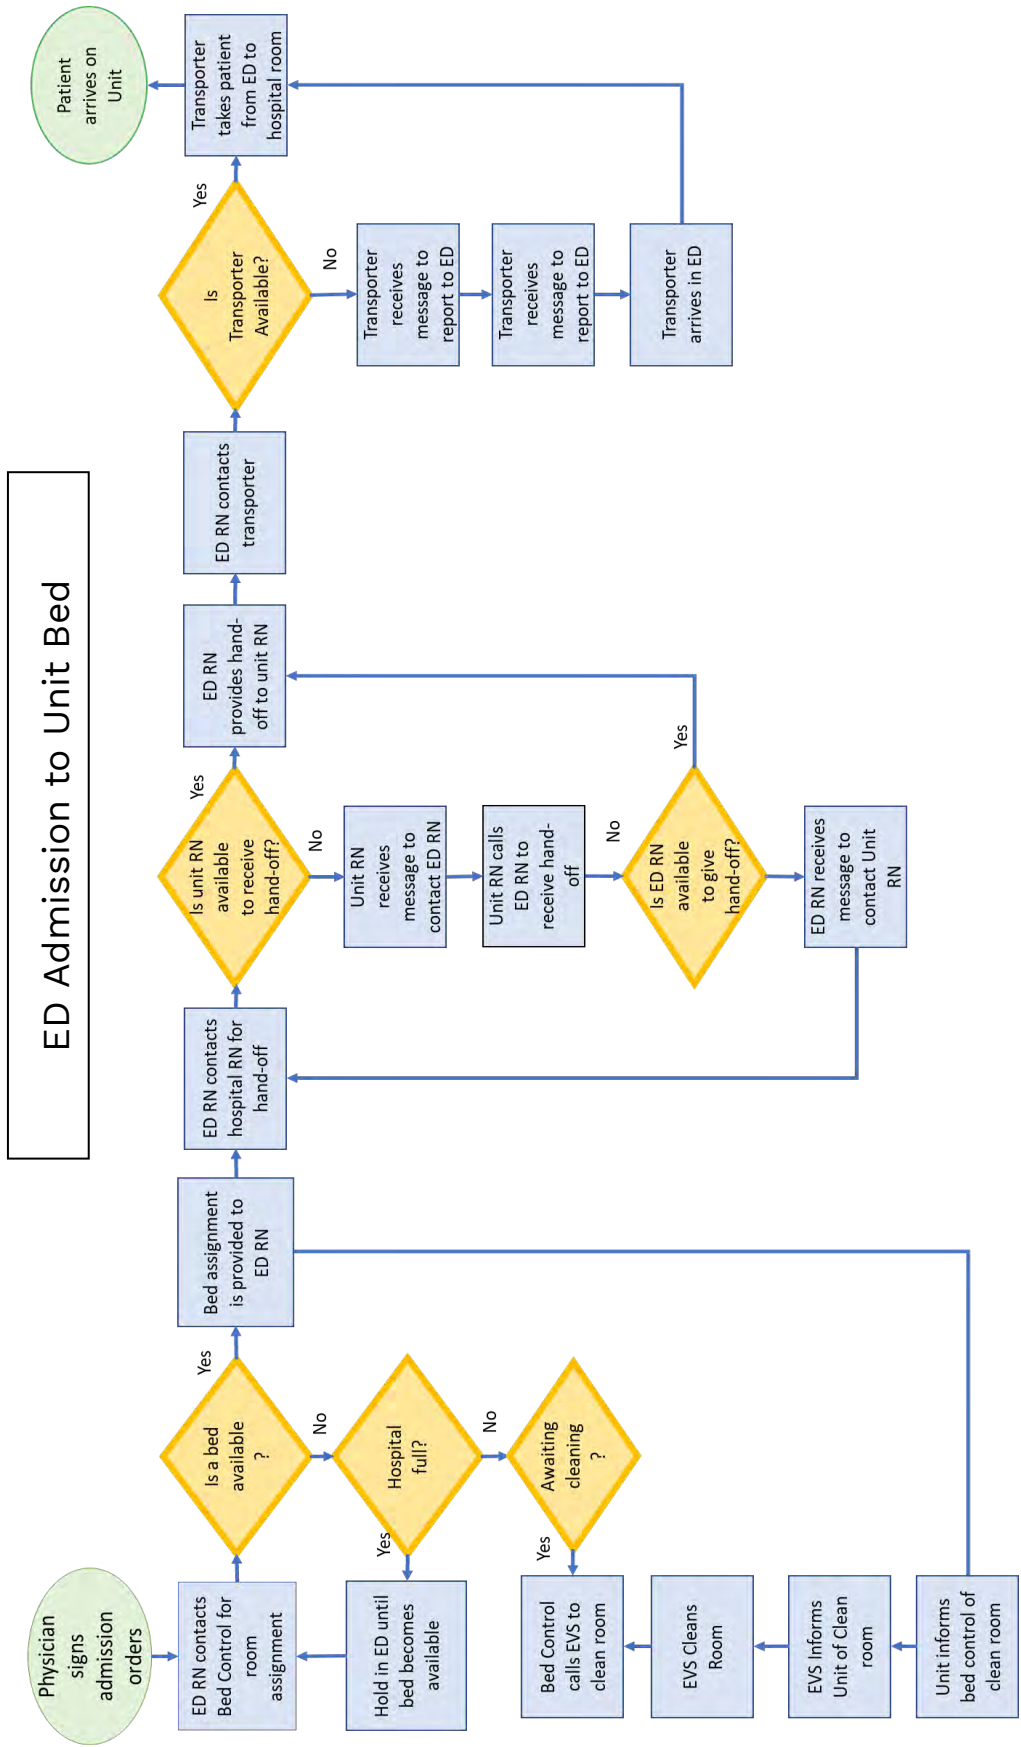 ED Admission to Unit Bed
Physician
signs
admission
orders
ED RN contacts
Bed Control for
room
assignment
Is a bed
available
?
Yes
No
Hospital
full?
Yes
Hold in ED until
bed becomes
available
No
Awaiting
cleaning
?
Yes
Bed Control
calls EVS to
clean room
EVS Cleans
Room
EVS Informs
Unit of Clean
room
Unit informs
bed control of
clean room
Bed assignment
is provided to
ED RN
ED RN contacts
hospital RN for
hand-off
Is unit RN
available
to receive
hand-off?
Yes
No
Unit RN
receives
message to
contact ED RN
Unit RN calls
ED RN to
receive hand-
off
No
Is ED RN
available
to give
hand-off?
Yes
ED RN receives
message to
contact Unit
RN
ED RN
provides hand-
off to unit RN
ED RN contacts
transporter
Is
Transporter
Available?
Yes
No
Transporter
receives
message to
report to ED
Transporter
receives
message to
report to ED
Transporter
arrives in ED
Transporter
takes patient
from ED to
hospital room
Patient
arrives on
Unit